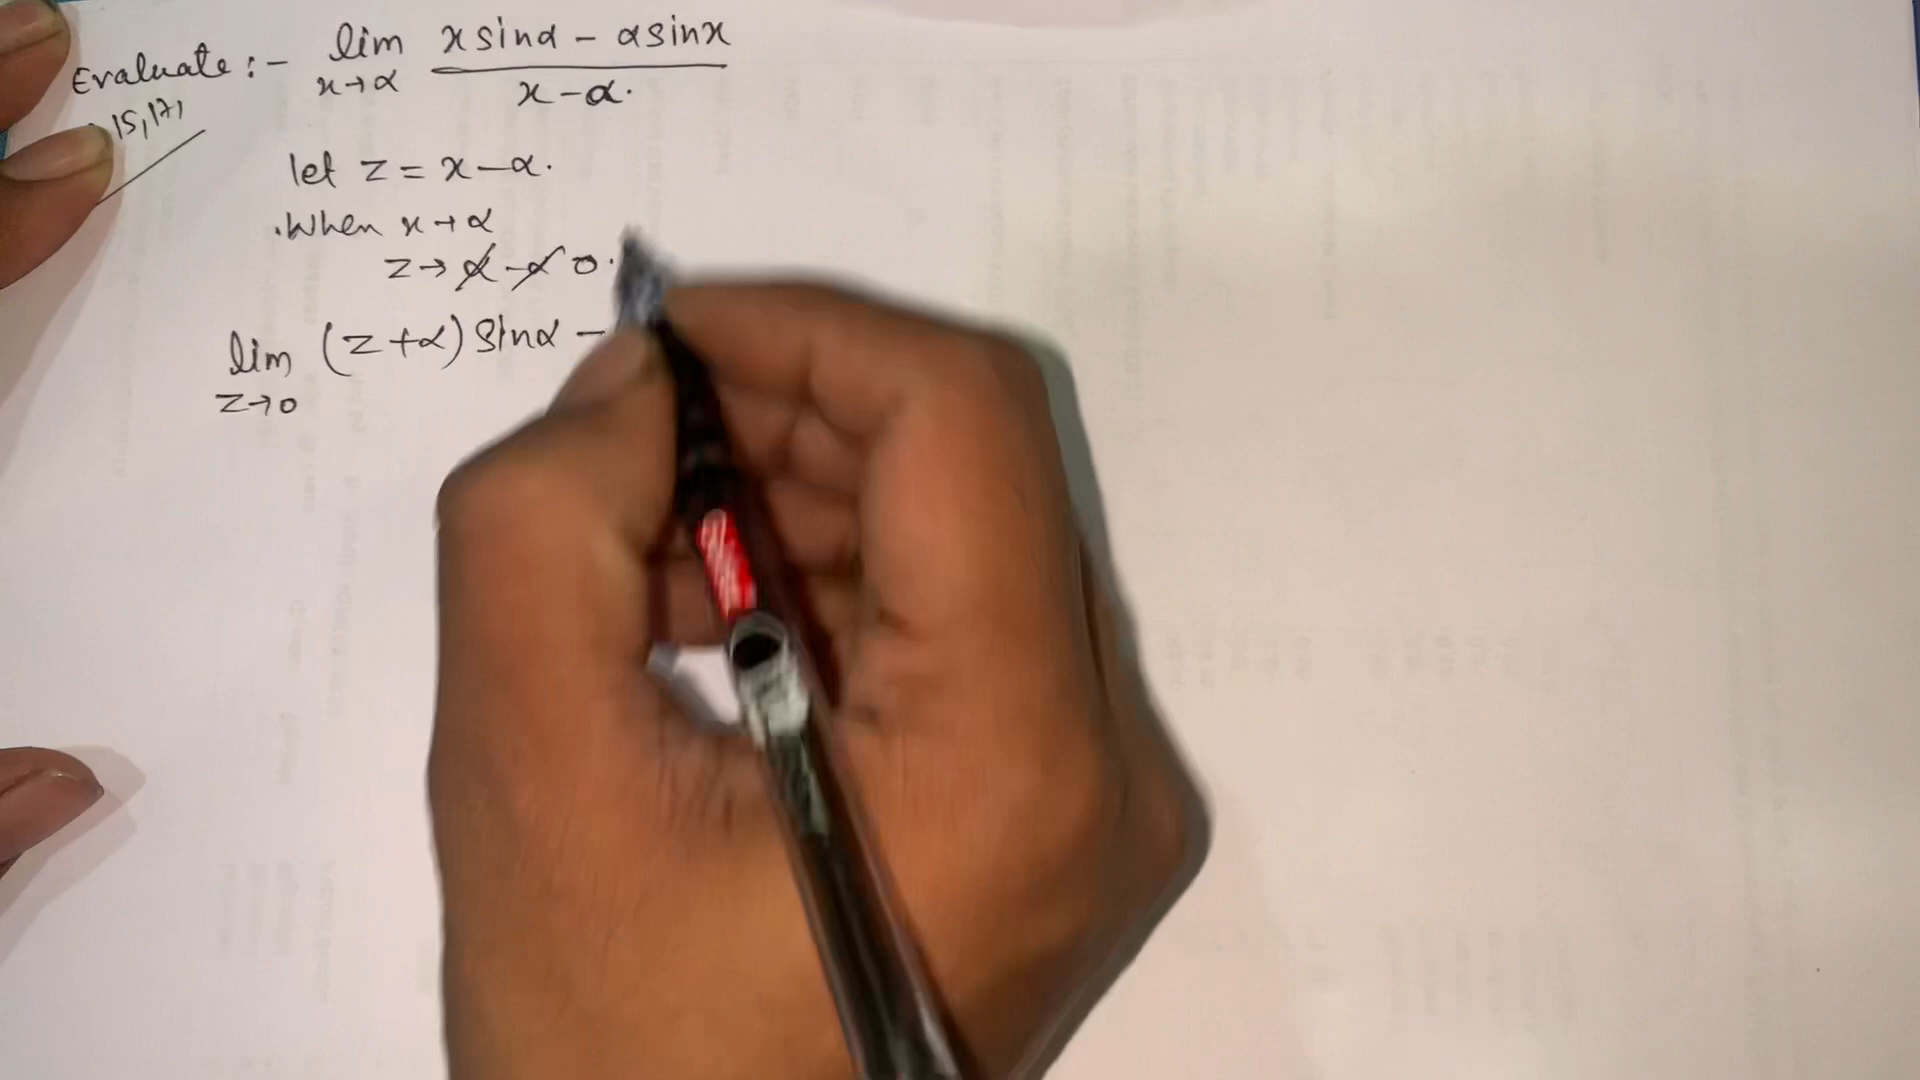 Evaluate :- lim x→α (x sinα - α sinx) / (x-α).
15, 17,
let z = x-α.
.When x→α
z→ α-α 0.
lim z→0 (z+α) sinα -